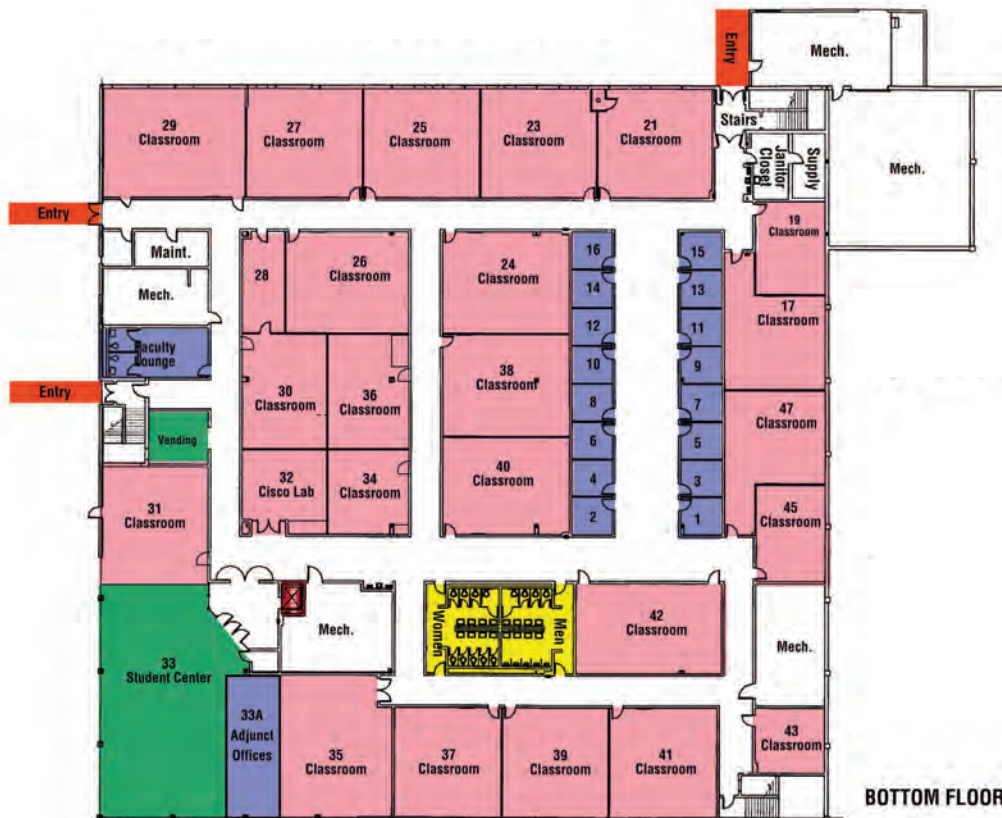 Entry
Mech.
Stairs
Janitor
Closet
Supply
Mech.
29
Classroom
27
Classroom
25
Classroom
23
Classroom
21
Classroom
Entry
19
Classroom
Maint.
28
26
Classroom
24
Classroom
16
15
Mech.
14
13
17
Classroom
12
11
Faculty
Lounge
30
Classroom
36
Classroom
38
Classroom
10
9
Entry
8
7
47
Classroom
Vending
6
5
32
Cisco Lab
34
Classroom
40
Classroom
4
3
31
Classroom
45
Classroom
2
1
Mech.
Women
Men
42
Classroom
Mech.
33
Student Center
33A
Adjunct
Offices
35
Classroom
37
Classroom
39
Classroom
41
Classroom
43
Classroom
BOTTOM FLOOR